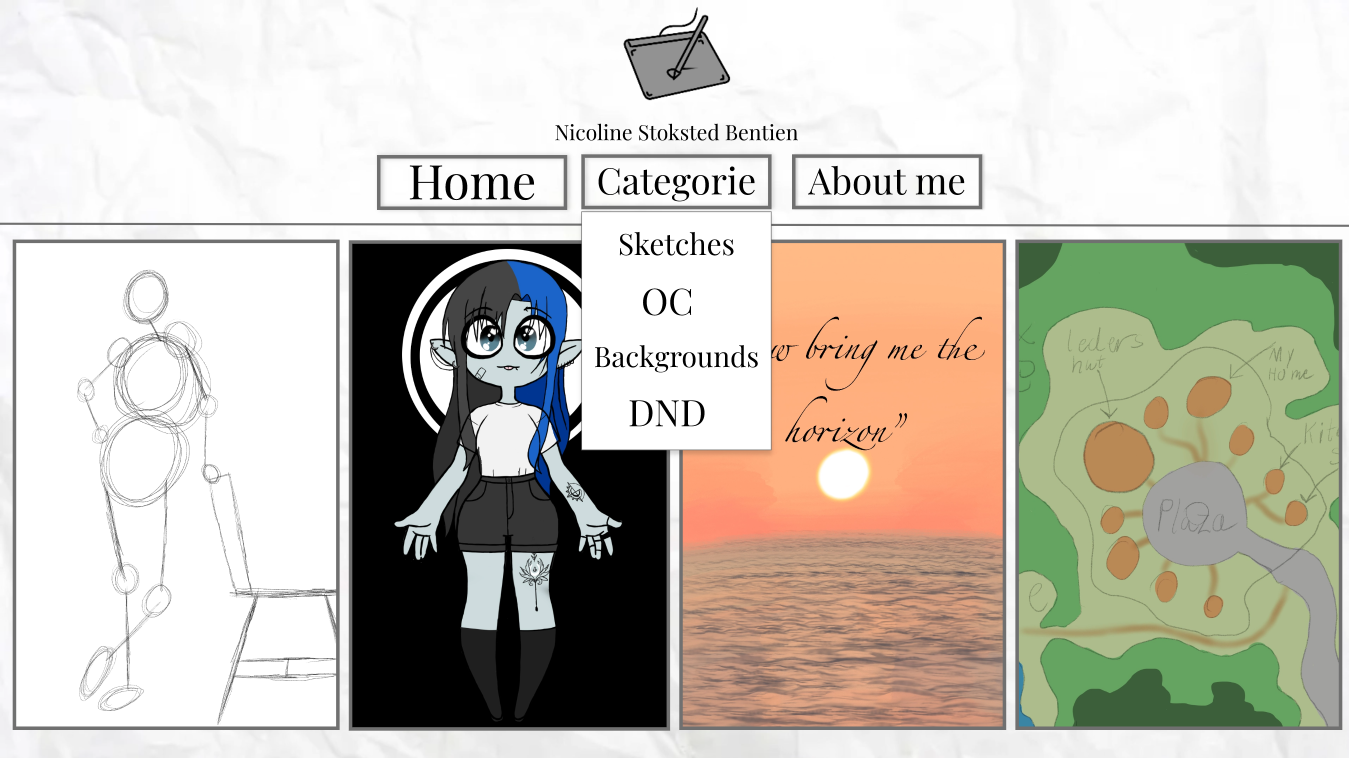 Nicoline Stoksted Bentien
Home
Categorie
About me
Sketches
OC
Backgrounds
DND
bring me the
horizon”
leders
hut
My
Home
Plaza